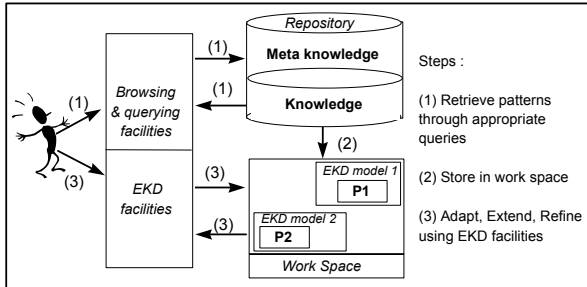 Repository
Meta knowledge
Knowledge
(1)
(1)
(2)
Browsing
& querying
facilities
EKD
facilities
(1)
(3)
(3)
(3)
EKD model 1
P1
EKD model 2
P2
Work Space
Steps :
(1) Retrieve patterns
through appropriate
queries
(2) Store in work space
(3) Adapt, Extend, Refine
using EKD facilities